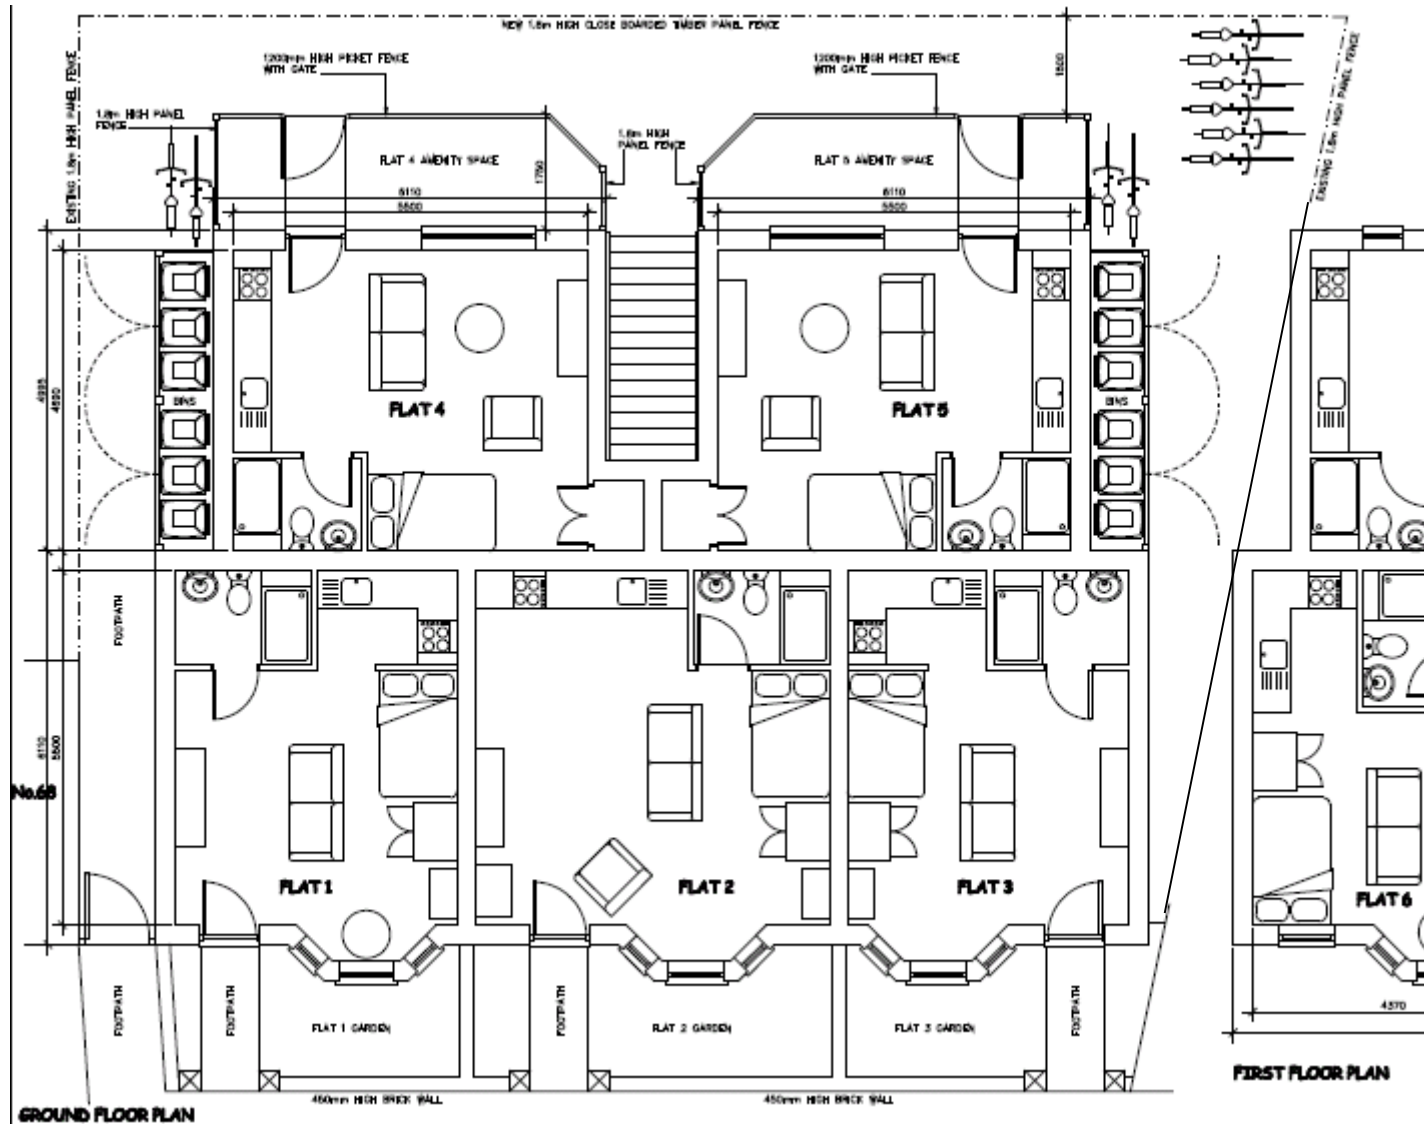 NEW 1.8m HIGH CLOSE BOARDED TIMBER PANEL FENCE
1200mm HIGH PICKET FENCE
WITH GATE
1200mm HIGH PICKET FENCE
WITH GATE
EXISTING 1.8m HIGH PANEL FENCE
1.8m HIGH PANEL
FENCE
1.8m HIGH
PANEL FENCE
1500
EXISTING 1.8m HIGH PANEL FENCE
FLAT 4 AMENITY SPACE
FLAT 5 AMENITY SPACE
1790
6110
5500
6110
5500
4995
4690
BINS
FLAT 4
FLAT 5
BINS
FOOTPATH
6110
5500
No.68
FLAT 1
FLAT 2
FLAT 3
FLAT 6
FOOTPATH
FOOTPATH
FLAT 1 GARDEN
FOOTPATH
FLAT 2 GARDEN
FLAT 3 GARDEN
FOOTPATH
4370
450mm HIGH BRICK WALL
450mm HIGH BRICK WALL
GROUND FLOOR PLAN
FIRST FLOOR PLAN